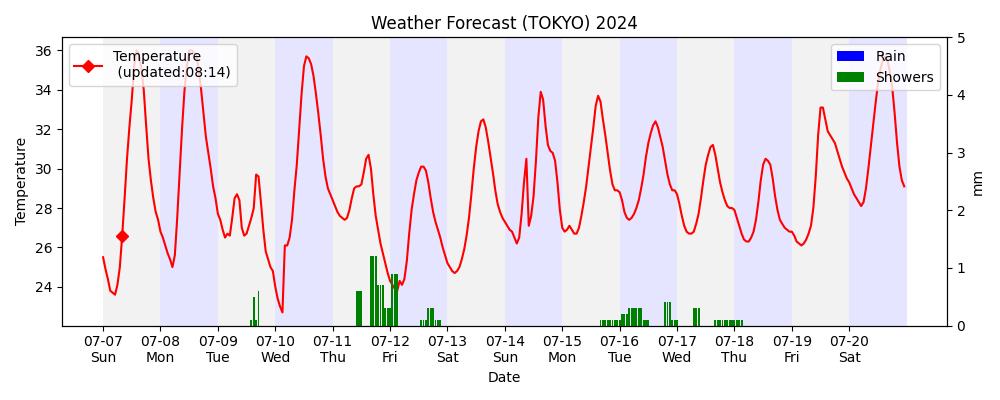 Weather Forecast (TOKYO) 2024
Temperature
(updated:08:14)
Rain
Showers
Temperature
36
34
32
30
28
26
24
5
4
3
2
1
0
mm
07-07 07-08 07-09 07-10 07-11 07-12 07-13 07-14 07-15 07-16 07-17 07-18 07-19 07-20
Sun Mon Tue Wed Thu Fri Sat Sun Mon Tue Wed Thu Fri Sat
Date